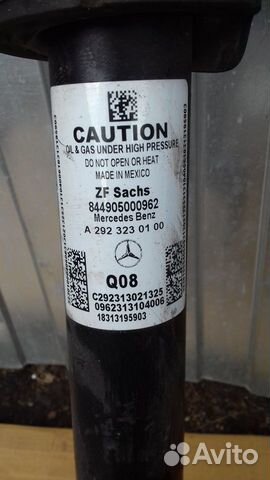 CAUTION
OIL & GAS UNDER HIGH PRESSURE
DO NOT OPEN OR HEAT
MADE IN MEXICO
ZF Sachs
844905000962
Mercedes Benz
A 292 323 01 00
Q08
C292313021325
0962313104006
18313195903
Avito